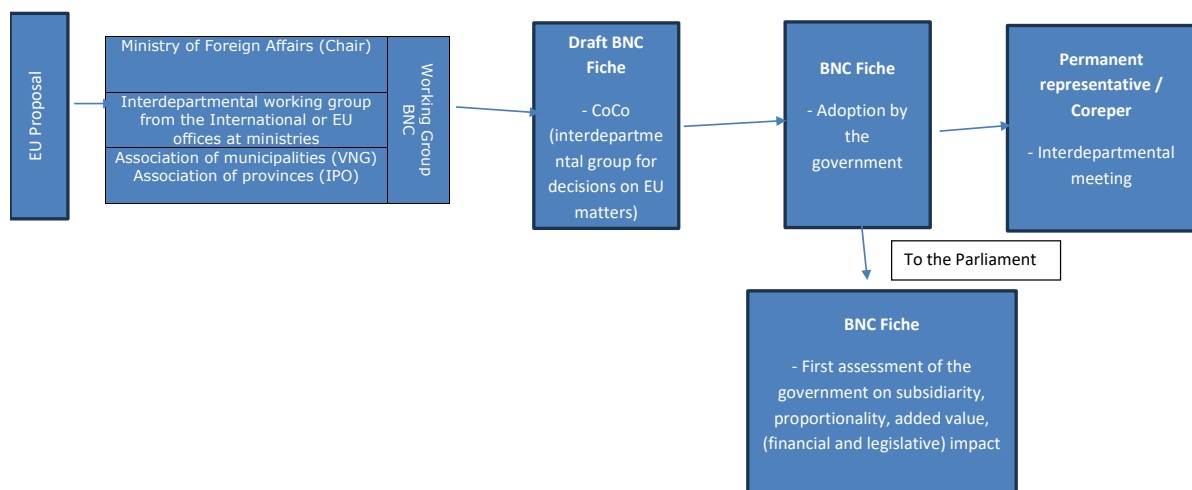 EU Proposal
Ministry of Foreign Affairs (Chair)
Interdepartmental working group
from the International or EU
offices at ministries
Association of municipalities (VNG)
Association of provinces (IPO)
Working Group
BNC
Draft BNC
Fiche
- CoCo
(interdepartme
ntal group for
decisions on EU
matters)
BNC Fiche
- Adoption by
the
government
Permanent
representative /
Coreper
- Interdepartmental
meeting
To the Parliament
BNC Fiche
- First assessment of the
government on subsidiarity,
proportionality, added value,
(financial and legislative) impact